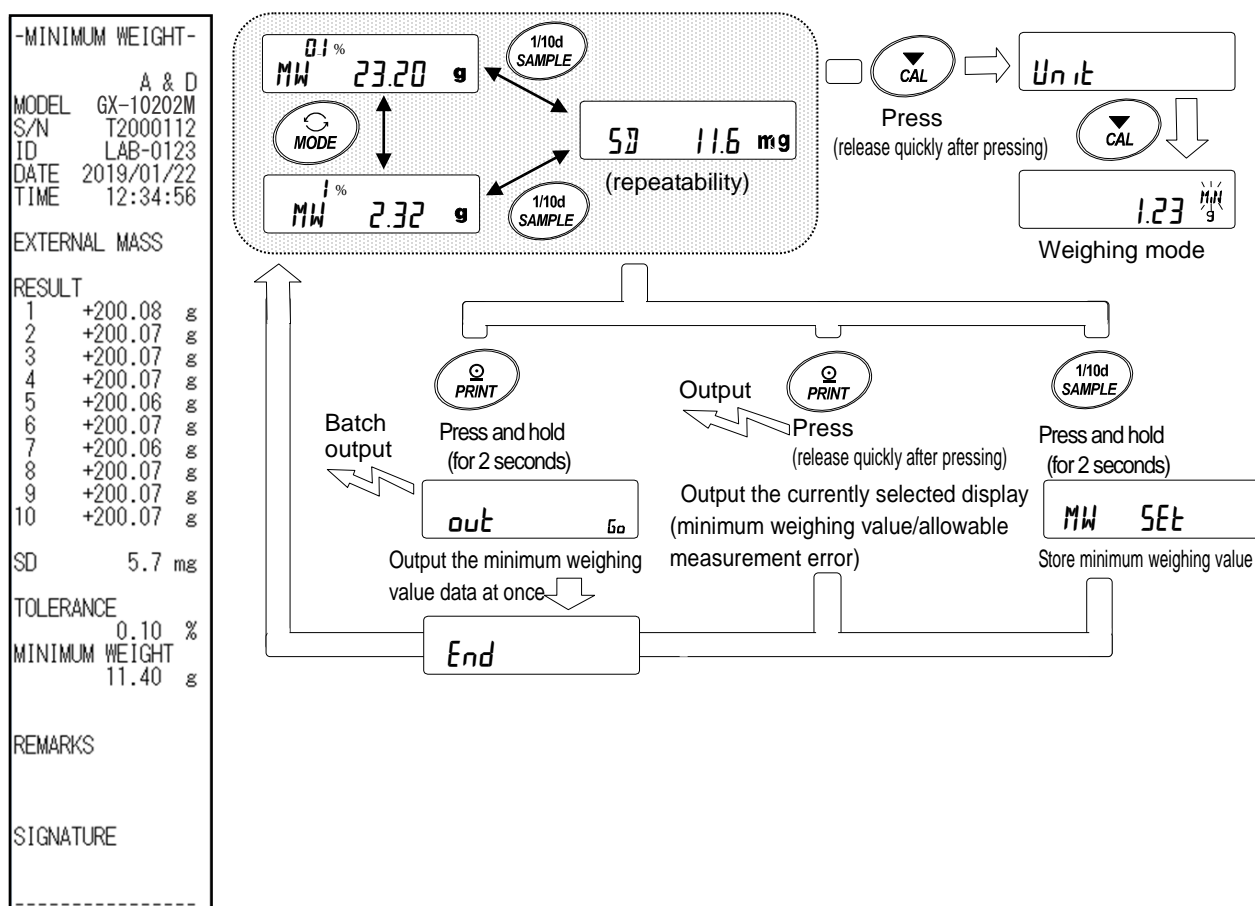 -MINIMUM WEIGHT-
A & D
MODEL GX-10202M
S/N T2000112
ID LAB-0123
DATE 2019/01/22
TIME 12:34:56
EXTERNAL MASS
RESULT
1 +200.08 g
2 +200.07 g
3 +200.07 g
4 +200.07 g
5 +200.06 g
6 +200.07 g
7 +200.06 g
8 +200.07 g
9 +200.07 g
10 +200.07 g
SD 5.7 mg
TOLERANCE
0.10 %
MINIMUM WEIGHT
11.40 g
REMARKS
SIGNATURE
-----------------
0.1 %
MW 23.20 g
1/10d
SAMPLE
MODE
SD 11.6 mg
(repeatability)
1 %
MW 2.32 g
1/10d
SAMPLE
CAL
Press
(release quickly after pressing)
Unit
CAL
1.23 MiN
g
Weighing mode
PRINT
Press and hold
(for 2 seconds)
Batch
output
out Go
Output the minimum weighing
value data at once
End
Output
PRINT
Press
(release quickly after pressing)
Output the currently selected display
(minimum weighing value/allowable
measurement error)
1/10d
SAMPLE
Press and hold
(for 2 seconds)
MW SEt
Store minimum weighing value